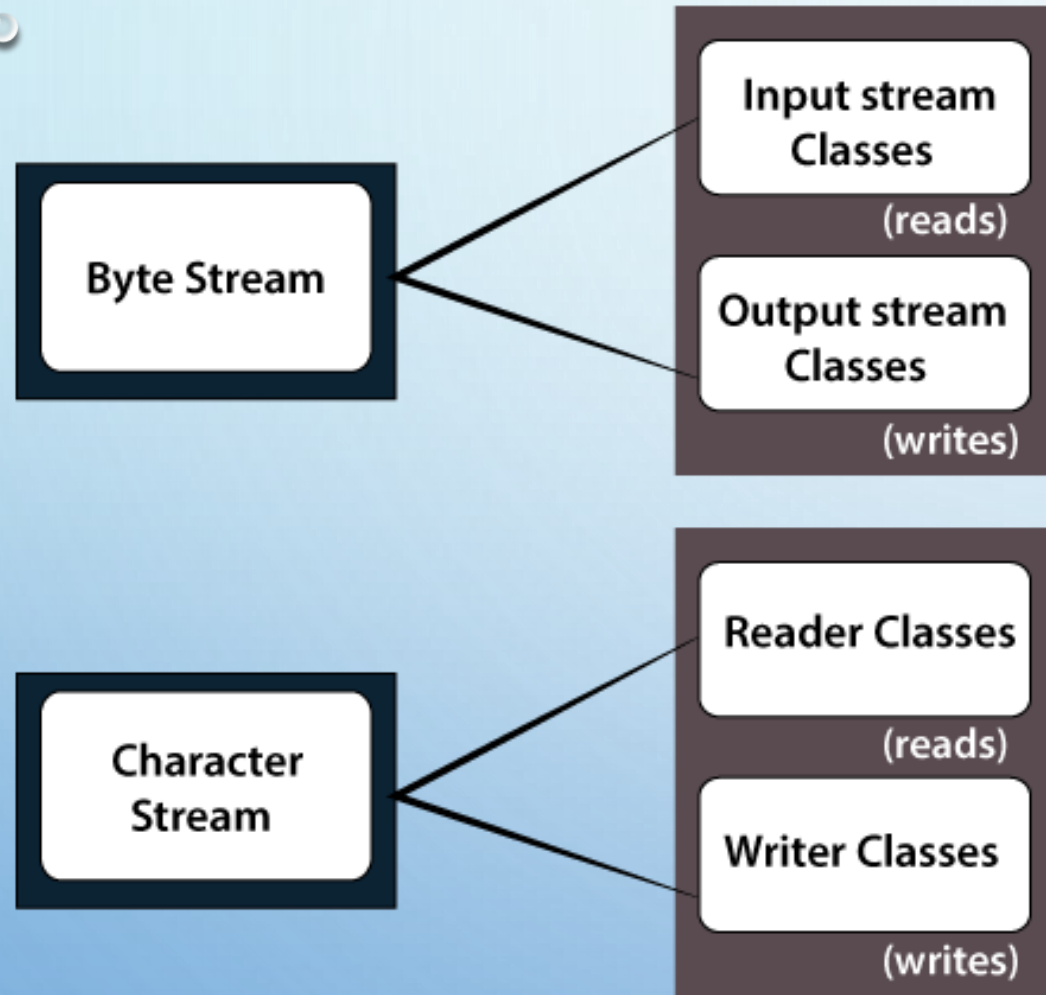 Byte Stream
Input stream
Classes
(reads)
Output stream
Classes
(writes)
Character
Stream
Reader Classes
(reads)
Writer Classes
(writes)